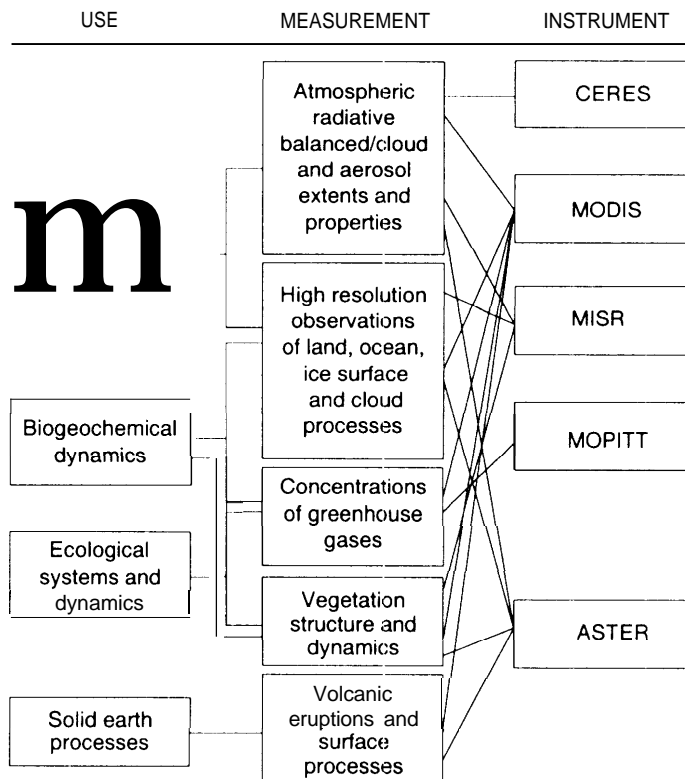 USE MEASUREMENT INSTRUMENT
Atmospheric
radiative
balanced/cloud
and aerosol
extents and
properties
CERES
MODIS
m
High resolution
observations
of land, ocean,
ice surface
and cloud
processes
MISR
Biogeochemical
dynamics
MOPITT
Concentrations
of greenhouse
gases
Ecological
systems and
dynamics
Vegetation
structure and
dynamics
ASTER
Solid earth
processes
Volcanic
eruptions and
surface
processes